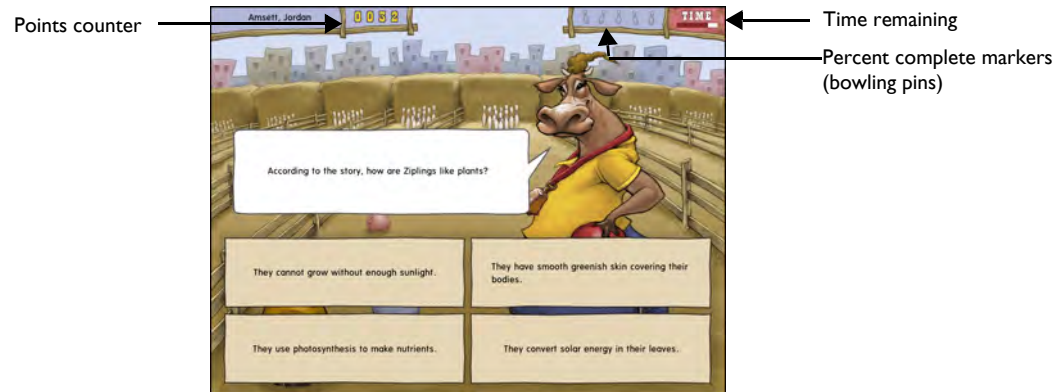 Points counter
Amsett, Jordan
0032
TIME
Time remaining
Percent complete markers
(bowling pins)
According to the story, how are Ziplings like plants?
They cannot grow without enough sunlight.
They have smooth greenish skin covering their
bodies.
They use photosynthesis to make nutrients.
They convert solar energy in their leaves.